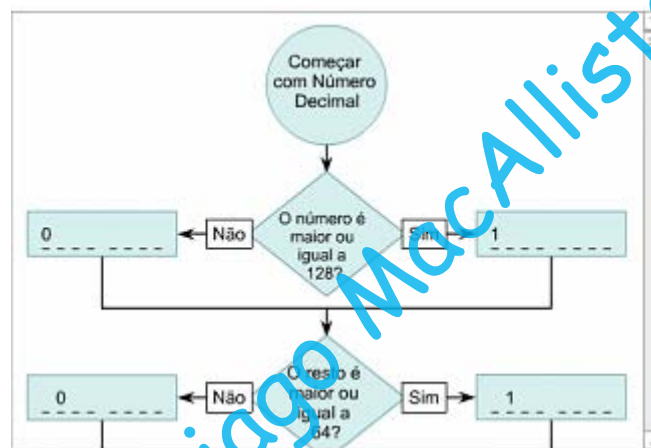 Começar
com Número
Decimal
O número é
maior ou
igual a
128?
Não
Sim
0
1
O resto é
maior ou
igual a
64?
Não
Sim
0
1
MacAllist